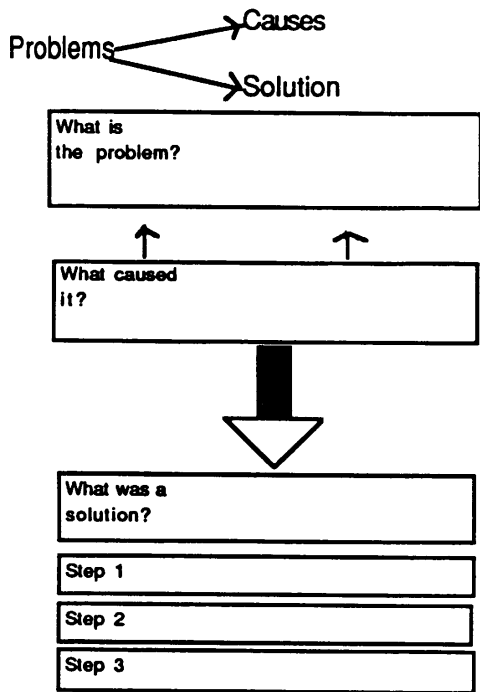 Causes
Problems
Solution
What is
the problem?
What caused
it?
What was a
solution?
Step 1
Step 2
Step 3